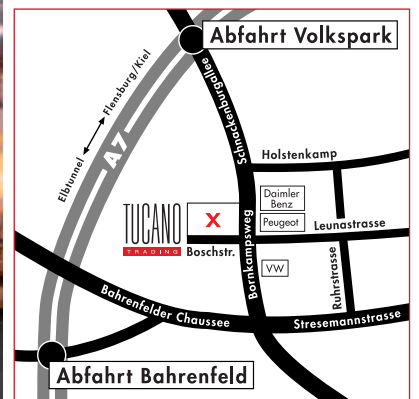 Abfahrt Volkspark
Schnackenburgallee
Flensburg/Kiel
Elbtunnel
A7
Holstenkamp
Daimler
Benz
Peugeot
TUCANO
TRADING
X
Leunastrasse
Boschstr.
Bornkampsweg
VW
Ruhrstrasse
Bahrenfelder Chaussee
Stresemannstrasse
Abfahrt Bahrenfeld